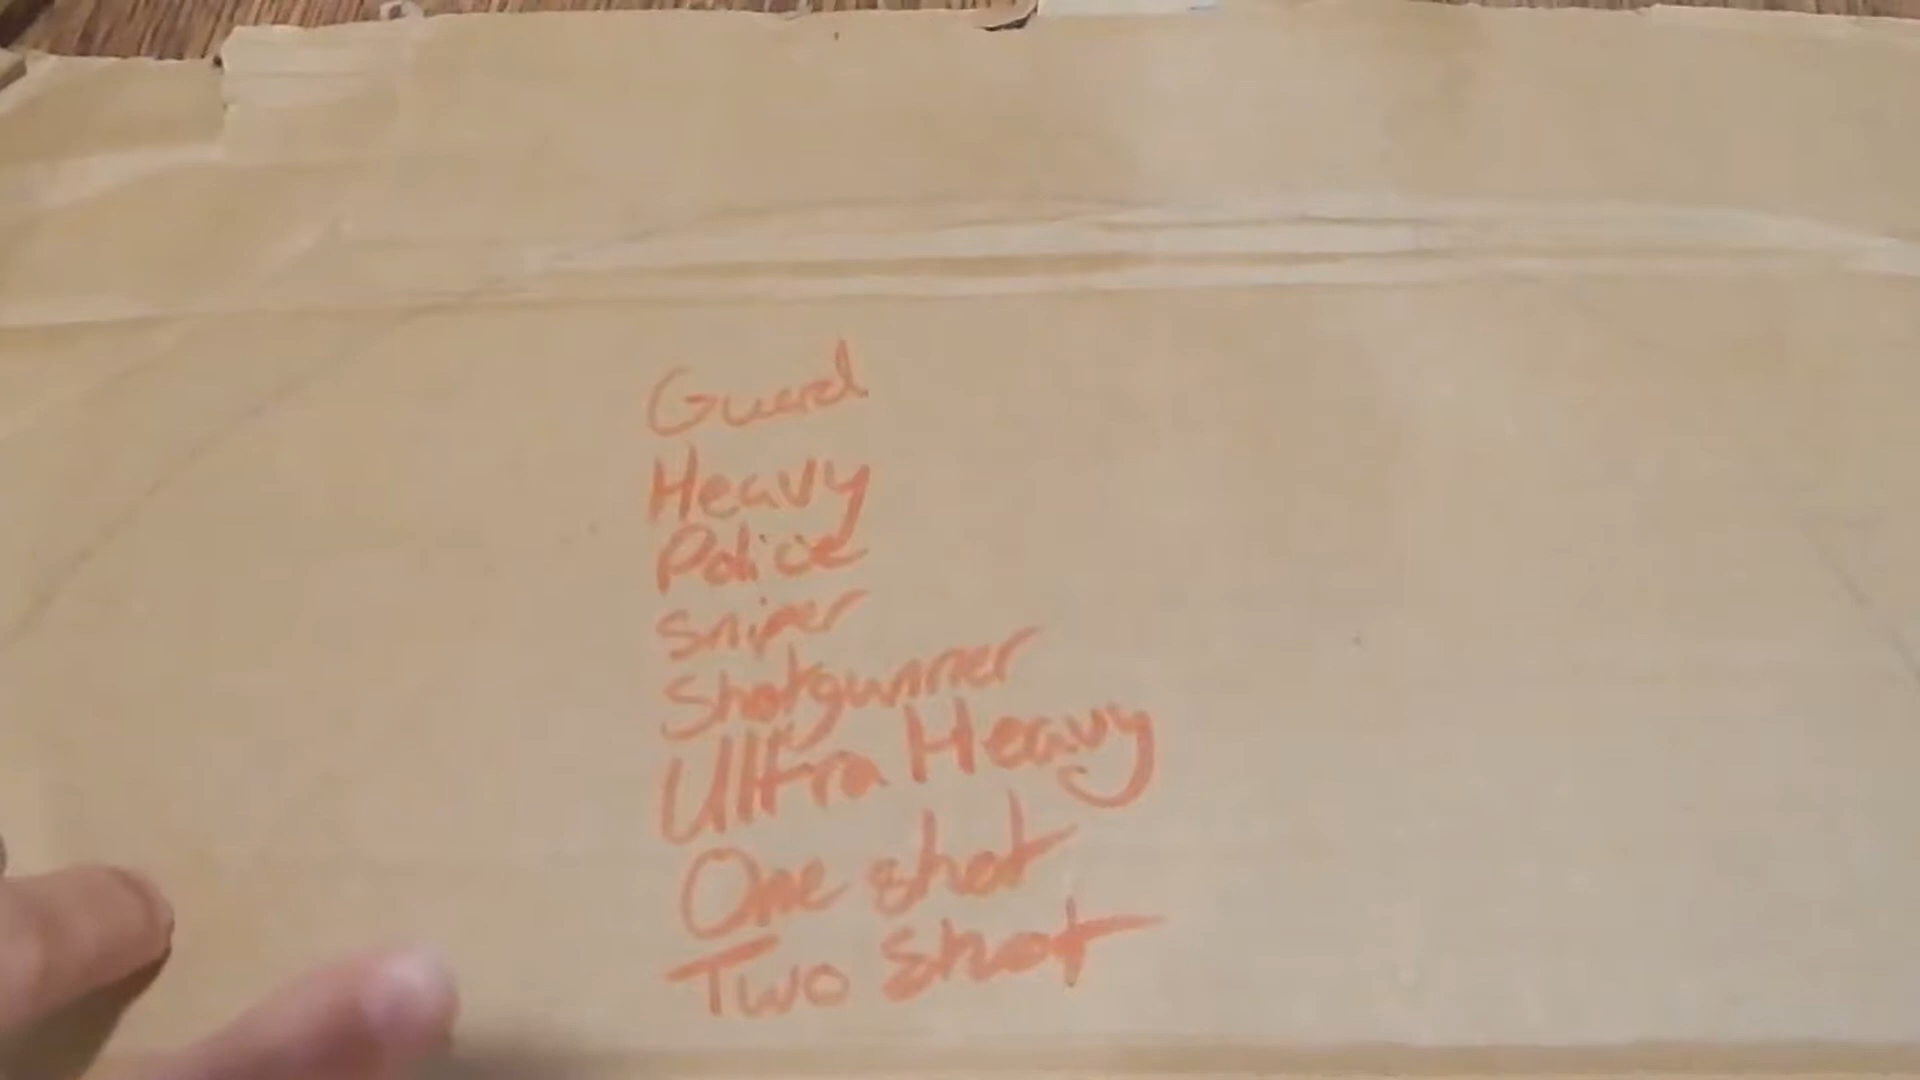 Guard
Heavy
Police
Sniper
Shotgunner
Ultra Heavy
One shot
Two Shot